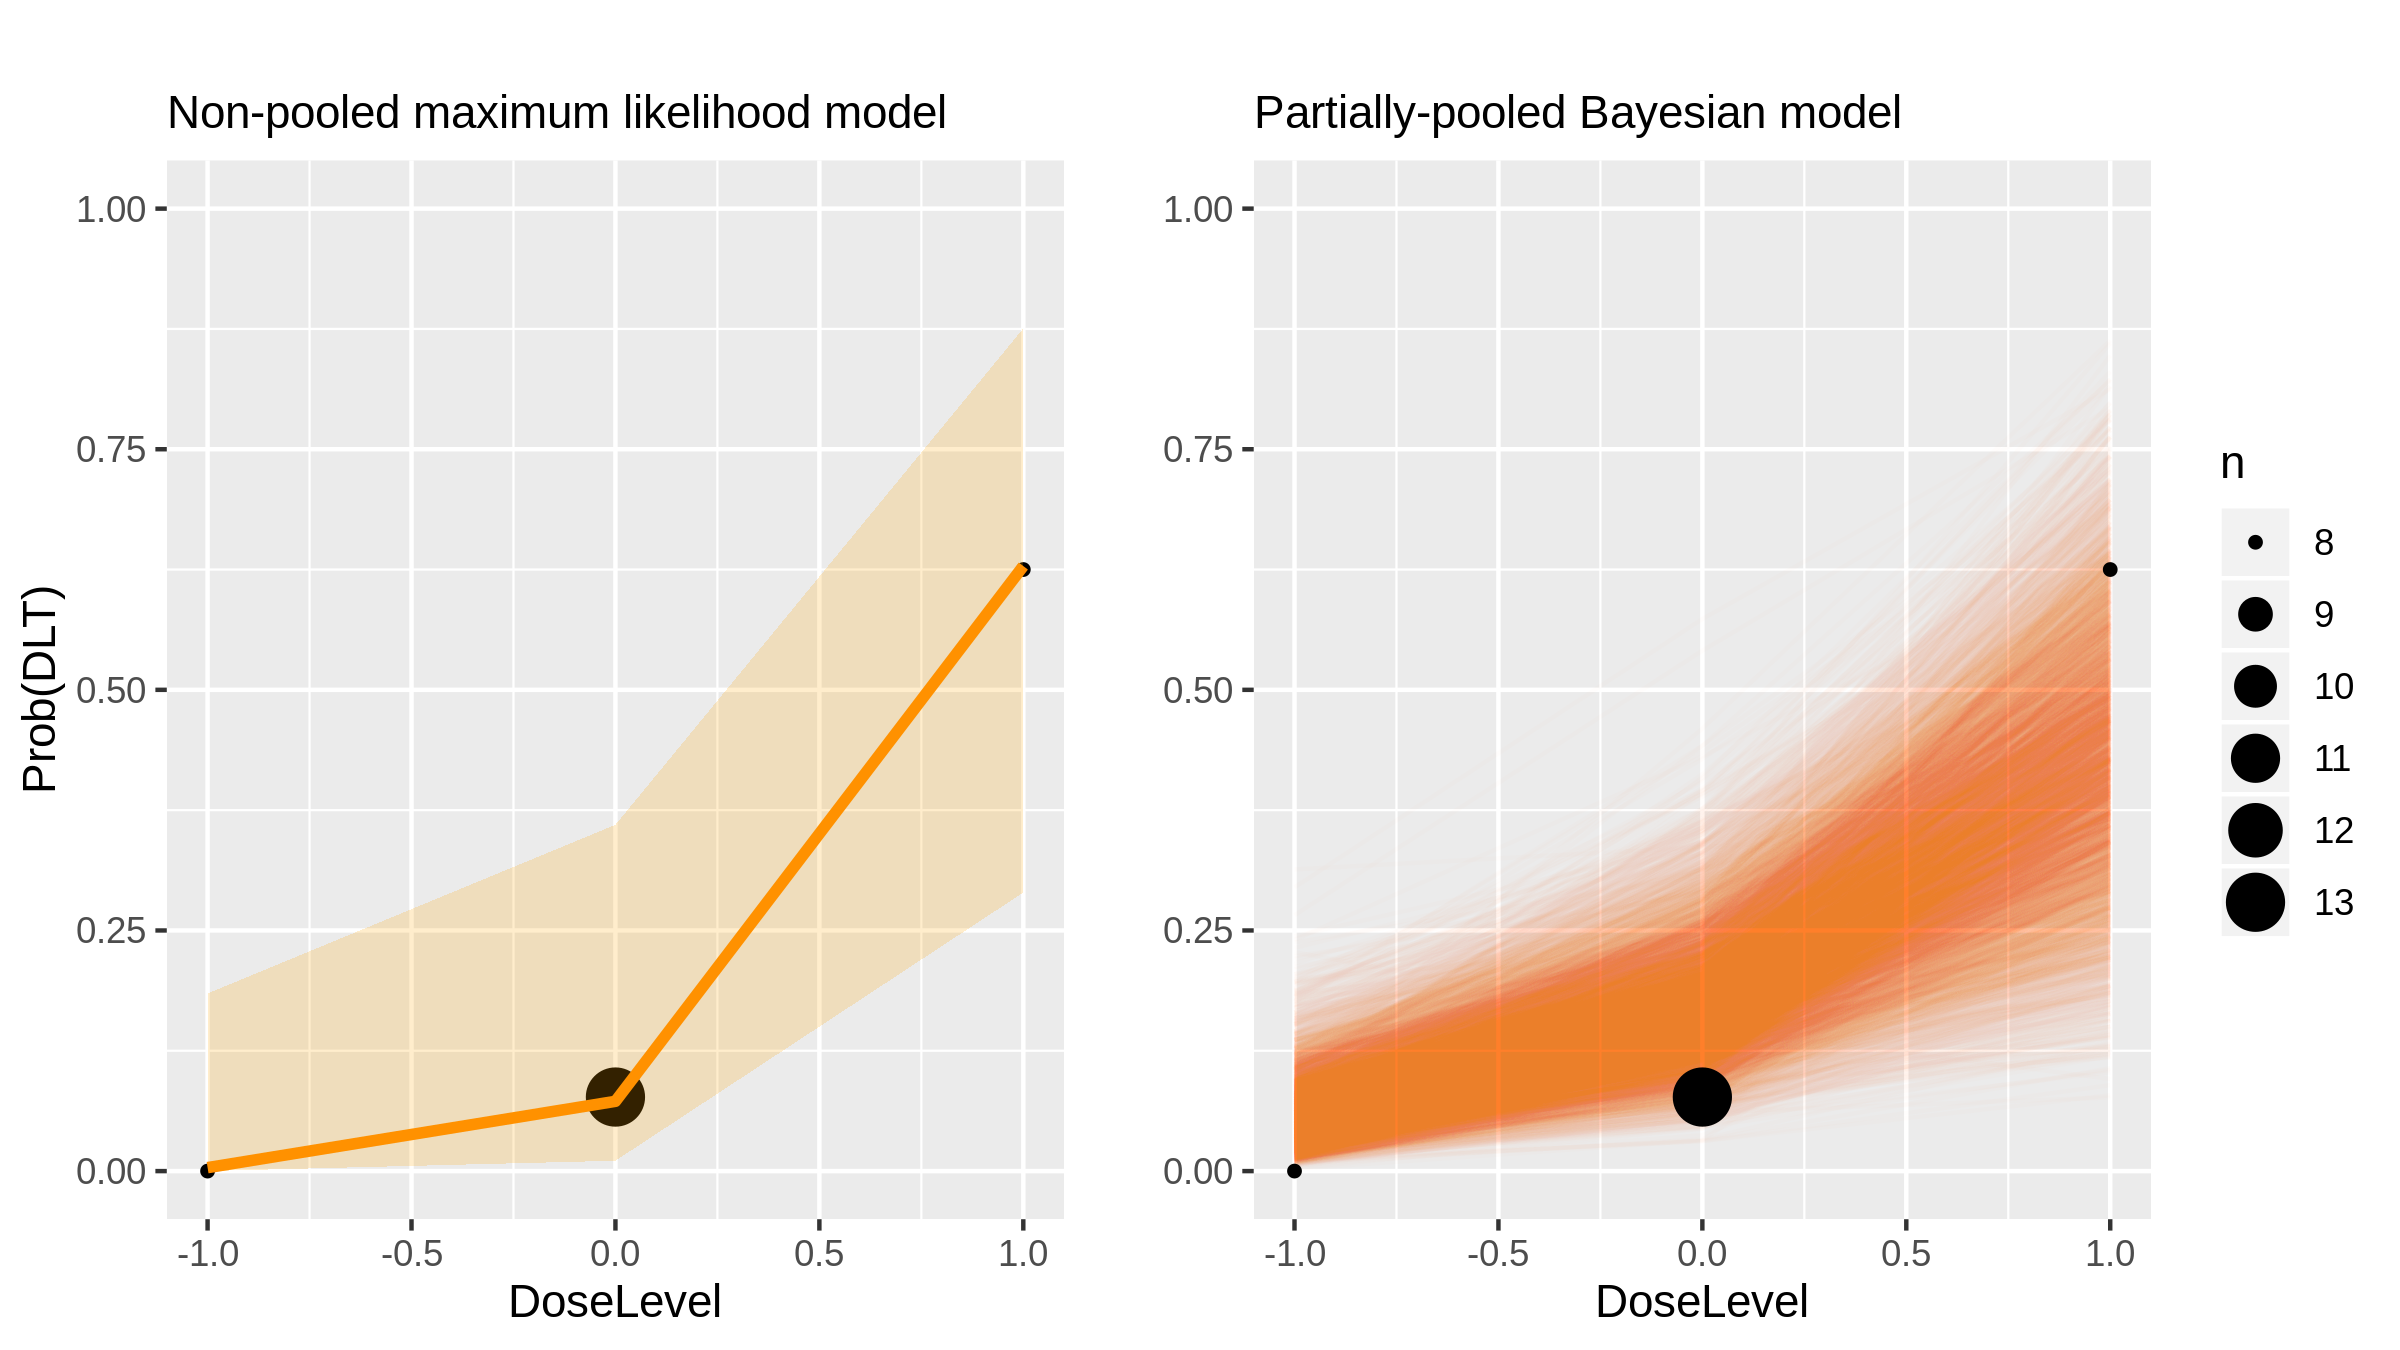 Non-pooled maximum likelihood model
Partially-pooled Bayesian model
Prob(DLT)
1.00
0.75
0.50
0.25
0.00
-1.0 -0.5 0.0 0.5 1.0
DoseLevel
1.00
0.75
0.50
0.25
0.00
-1.0 -0.5 0.0 0.5 1.0
DoseLevel
n
8
9
10
11
12
13